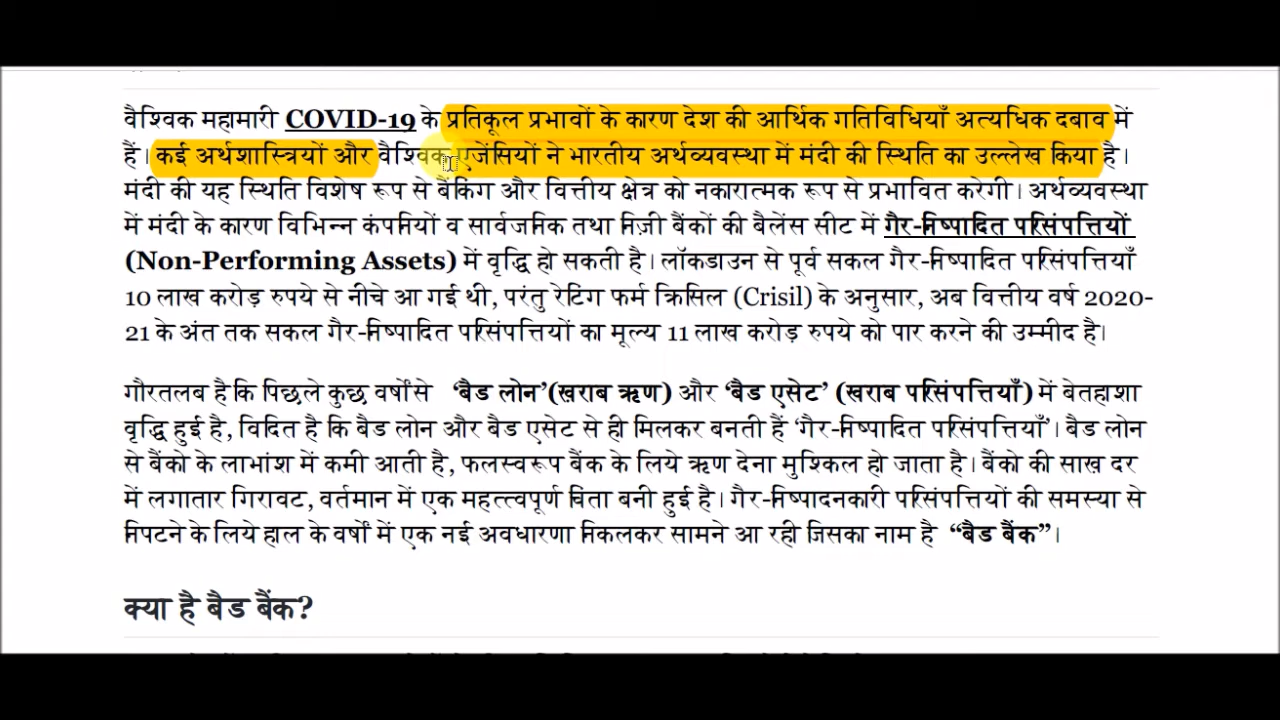 वैश्विक महामारी COVID-19 के प्रतिकूल प्रभावों के कारण देश की आर्थिक गतिविधियाँ अत्यधिक दबाव में
हैं। कई अर्थशास्त्रियों और वैश्विक एजेंसियों ने भारतीय अर्थव्यवस्था में मंदी की स्थिति का उल्लेख किया है।
मंदी की यह स्थिति विशेष रूप से बैंकिंग और वित्तीय क्षेत्र को नकारात्मक रूप से प्रभावित करेगी। अर्थव्यवस्था
में मंदी के कारण विभिन्न कंपनियों व सार्वजनिक तथा निज़ी बैंकों की बैलेंस सीट में गैर-निष्पादित परिसंपत्तियों
(Non-Performing Assets) में वृद्धि हो सकती है। लॉकडाउन से पूर्व सकल गैर-निष्पादित परिसंपत्तियाँ
10 लाख करोड़ रुपये से नीचे आ गई थी, परंतु रेटिंग फर्म क्रिसिल (Crisil) के अनुसार, अब वित्तीय वर्ष 2020-
21 के अंत तक सकल गैर-निष्पादित परिसंपत्तियों का मूल्य 11 लाख करोड़ रुपये को पार करने की उम्मीद है।
गौरतलब है कि पिछले कुछ वर्षों से ‘बैड लोन’(खराब ऋण) और ‘बैड एसेट’ (खराब परिसंपत्तियाँ) में बेतहाशा
वृद्धि हुई है, विदित है कि बैड लोन और बैड एसेट से ही मिलकर बनती हैं ‘गैर-निष्पादित परिसंपत्तियाँ’। बैड लोन
से बैंको के लाभांश में कमी आती है, फलस्वरूप बैंक के लिये ऋण देना मुश्किल हो जाता है। बैंको की साख दर
में लगातार गिरावट, वर्तमान में एक महत्त्वपूर्ण चिंता बनी हुई है। गैर-निष्पादनकारी परिसंपत्तियों की समस्या से
निपटने के लिये हाल के वर्षों में एक नई अवधारणा निकलकर सामने आ रही जिसका नाम है “बैड बैंक”।
क्या है बैड बैंक?